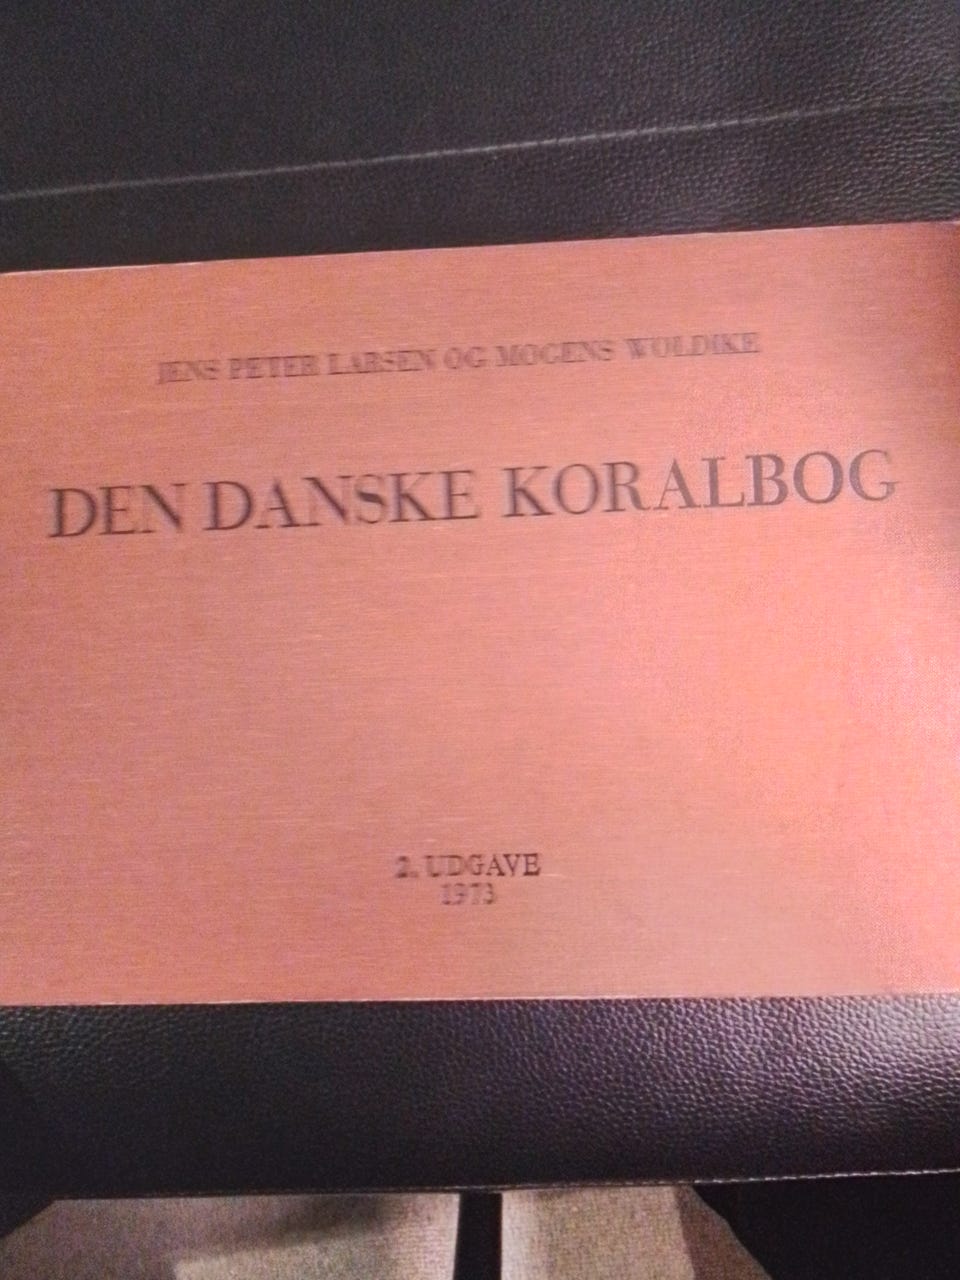 JENS PETER LARSEN OG MOGENS WÖLDIKE
DEN DANSKE KORALBOG
2. UDGAVE
1973